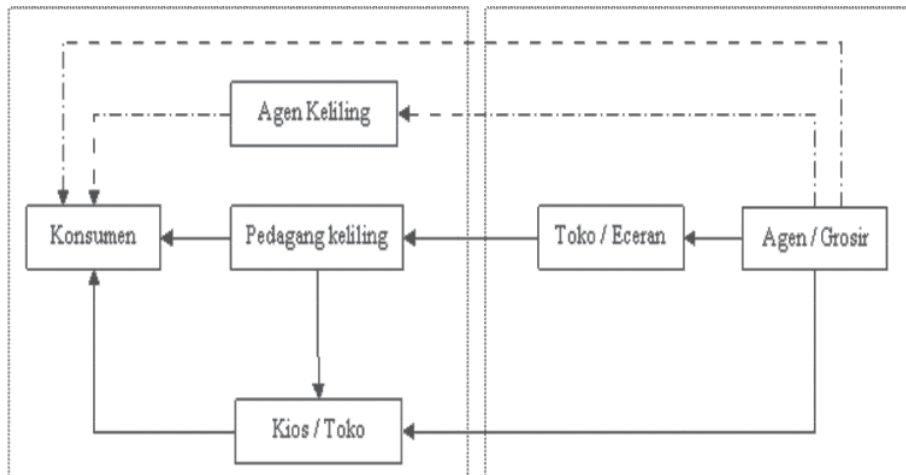 Agen Keliling
Konsumen
Pedagang keliling
Toko / Eceran
Agen / Grosir
Kios / Toko